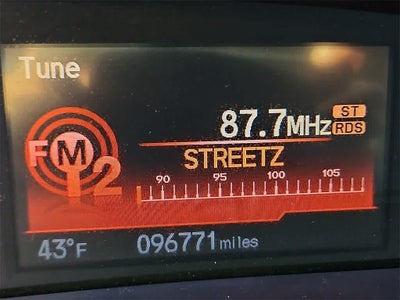 Tune
87.7MHz ST
RDS
STREETZ
FM2
90 95 100 105
43°F 096771 miles